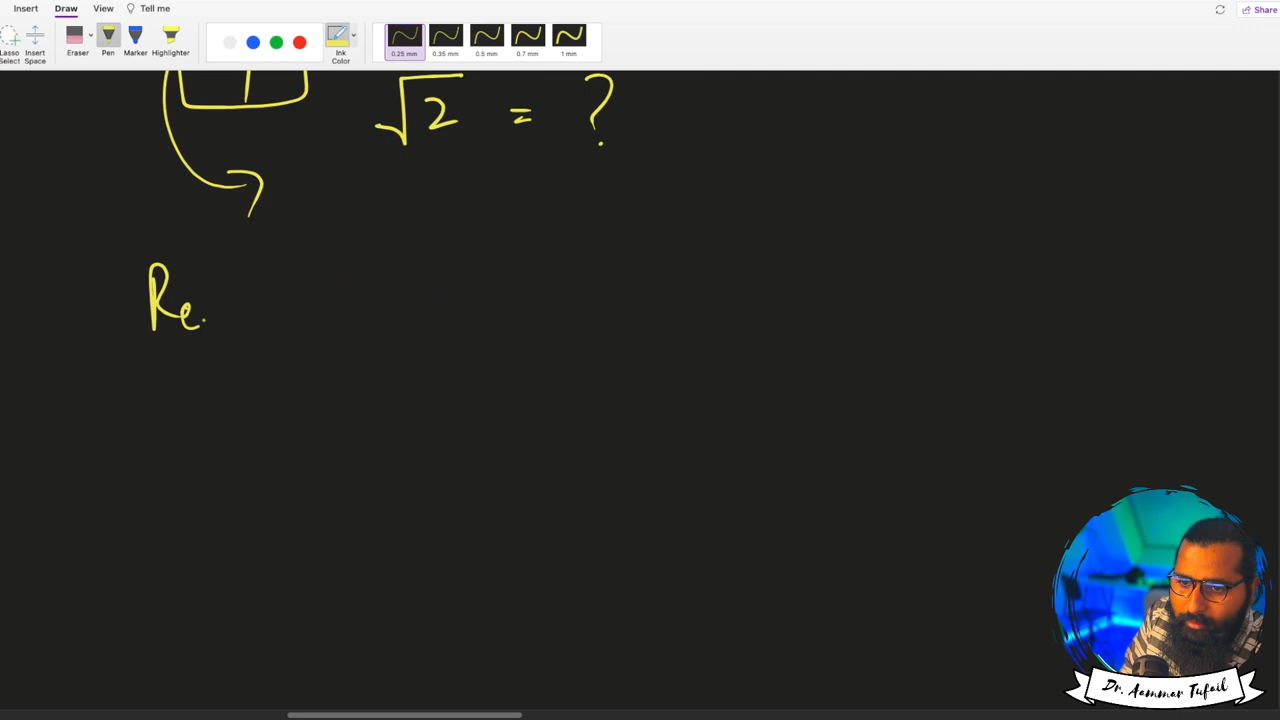 Insert Draw View Tell me
Share
Lasso Select
Insert Space
Eraser
Pen
Marker
Highlighter
Ink Color
0.25 mm
0.35 mm
0.5 mm
0.7 mm
1 mm
√2 = ?
Re
Dr. Aammar Tufail